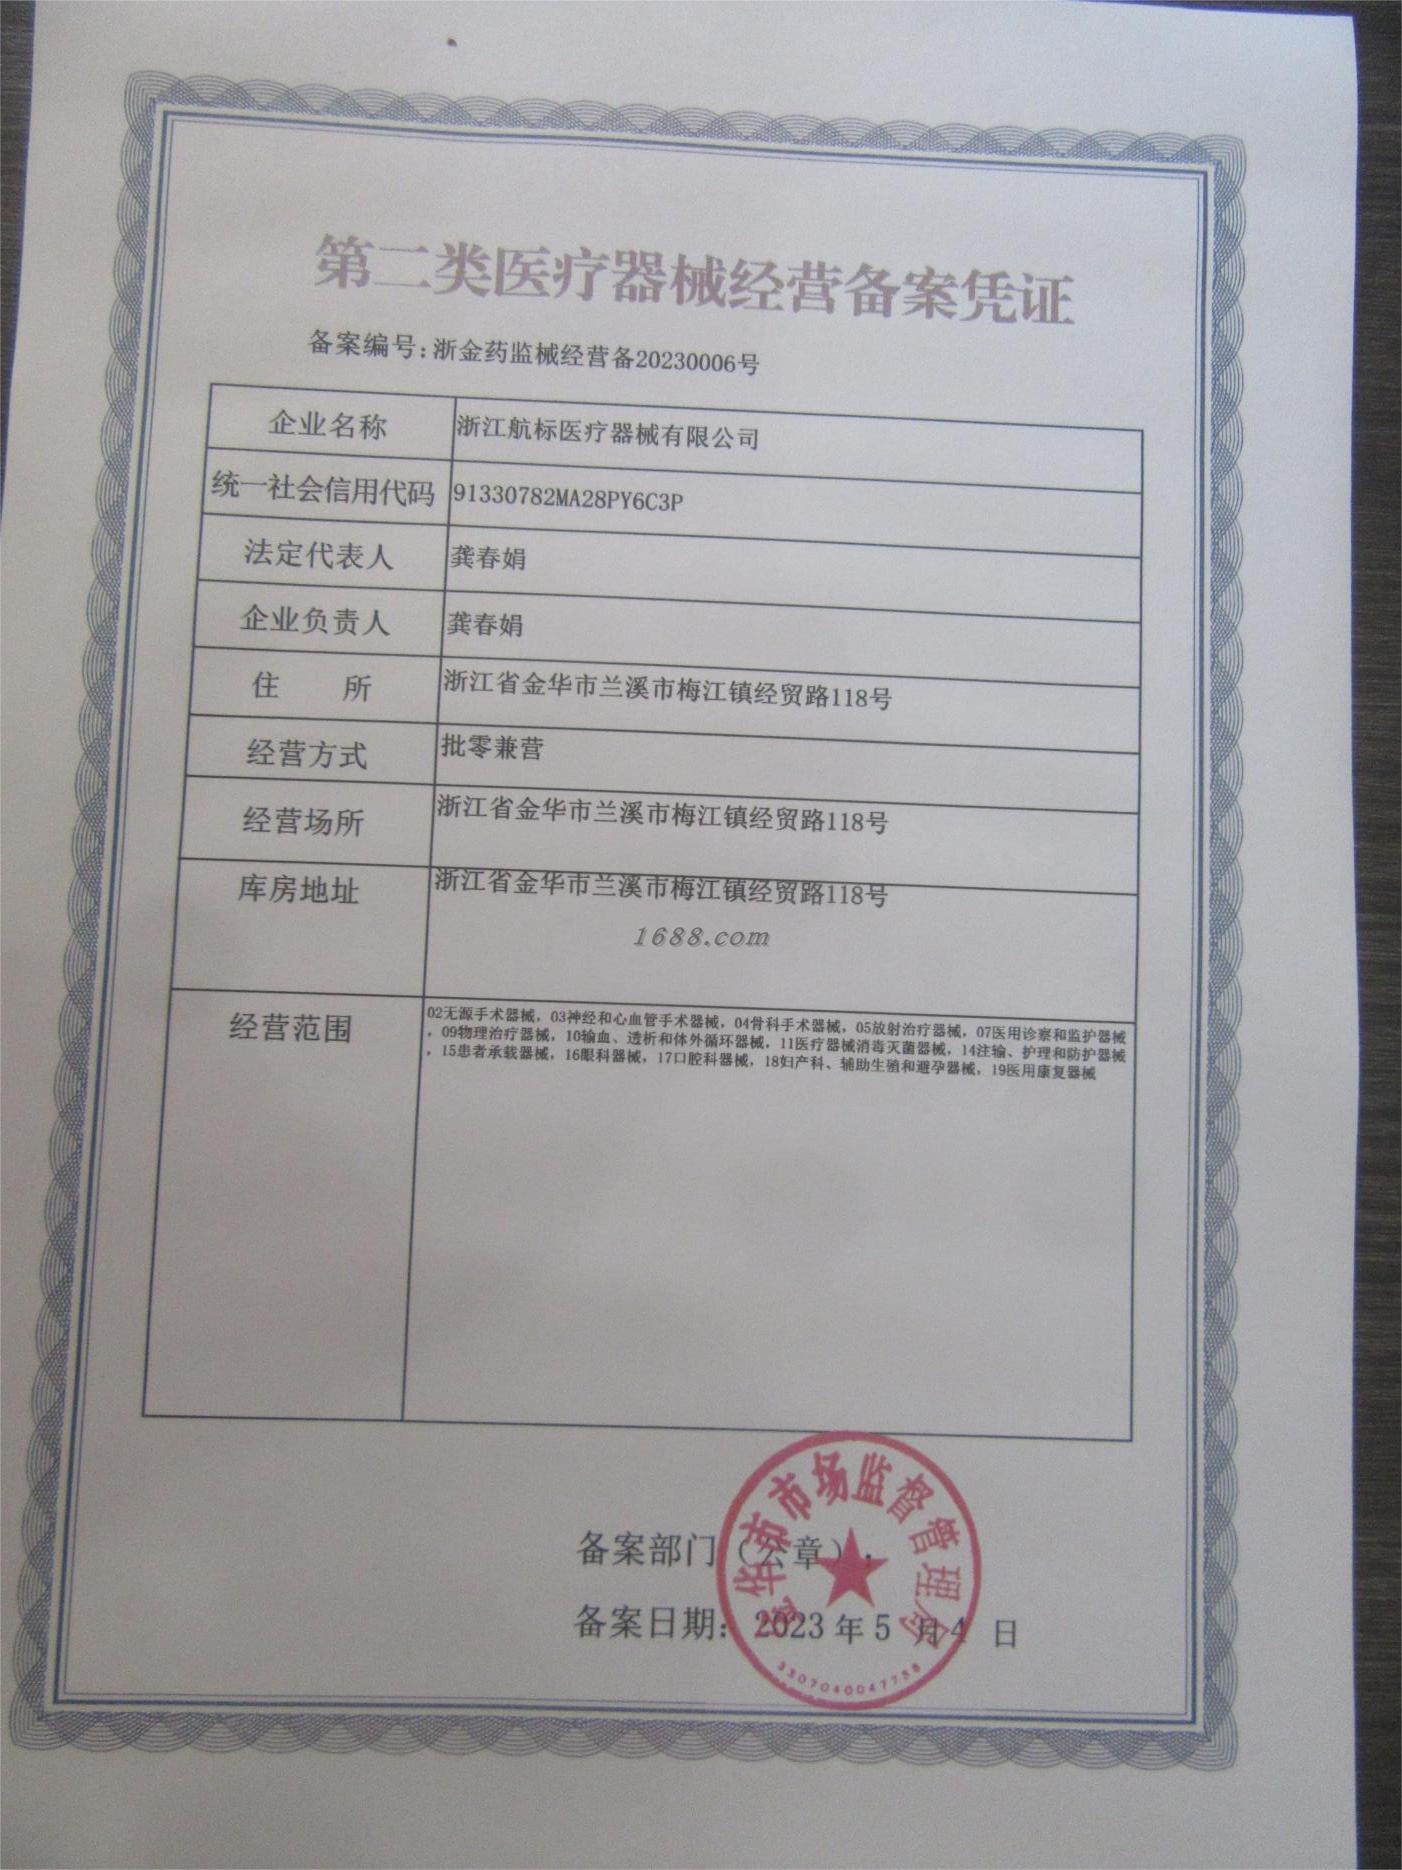 第二类医疗器械经营备案凭证
备案编号:浙金药监械经营备20230006号
企业名称 浙江航标医疗器械有限公司
统一社会信用代码 91330782MA28PY6C3P
法定代表人 龚春娟
企业负责人 龚春娟
住 所 浙江省金华市兰溪市梅江镇经贸路118号
经营方式 批零兼营
经营场所 浙江省金华市兰溪市梅江镇经贸路118号
库房地址 浙江省金华市兰溪市梅江镇经贸路118号
1688.com
经营范围 02无源手术器械，03神经和心血管手术器械，04骨科手术器械，05放射治疗器械，07医用诊察和监护器械
，09物理治疗器械，10输血、透析和体外循环器械，11医疗器械消毒灭菌器械，14注输、护理和防护器械
，15患者承载器械，16眼科器械，17口腔科器械，18妇产科、辅助生殖和避孕器械，19医用康复器械
金华市市场监督管理局
备案部门（公章）：
备案日期：2023年5月4日
3307040047738